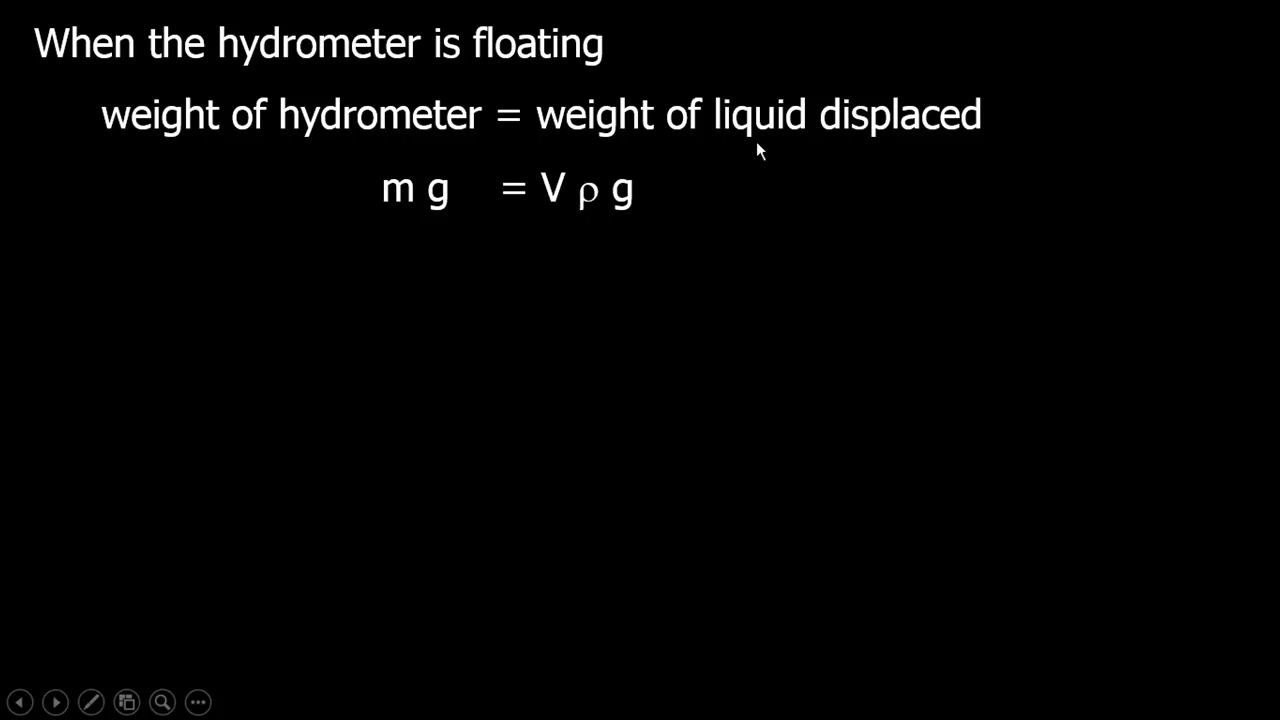 When the hydrometer is floating
weight of hydrometer = weight of liquid displaced
m g = V ρ g